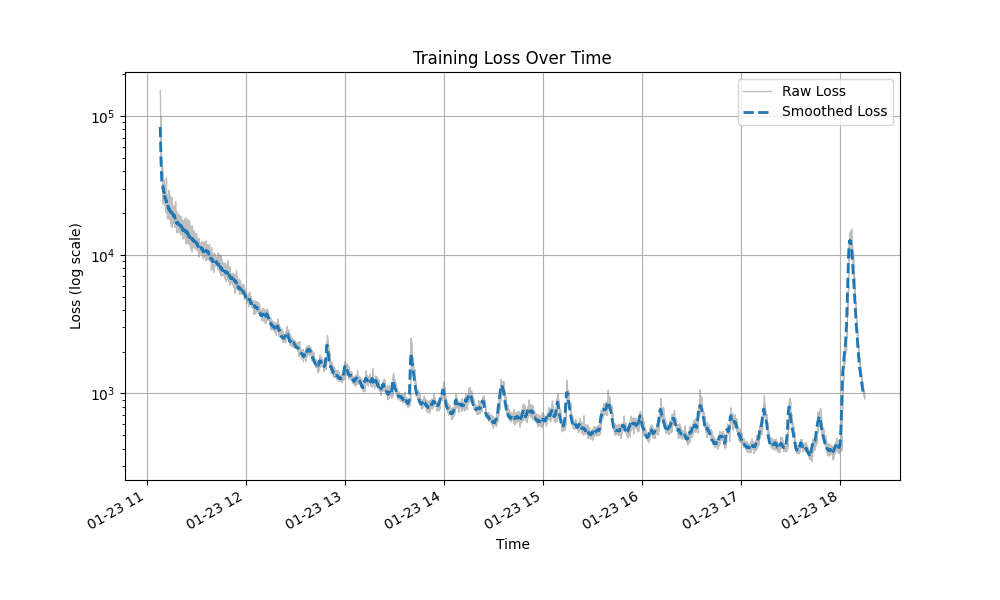 Training Loss Over Time
Raw Loss
Smoothed Loss
Loss (log scale)
10^5
10^4
10^3
01-23 11
01-23 12
01-23 13
01-23 14
01-23 15
01-23 16
01-23 17
01-23 18
Time